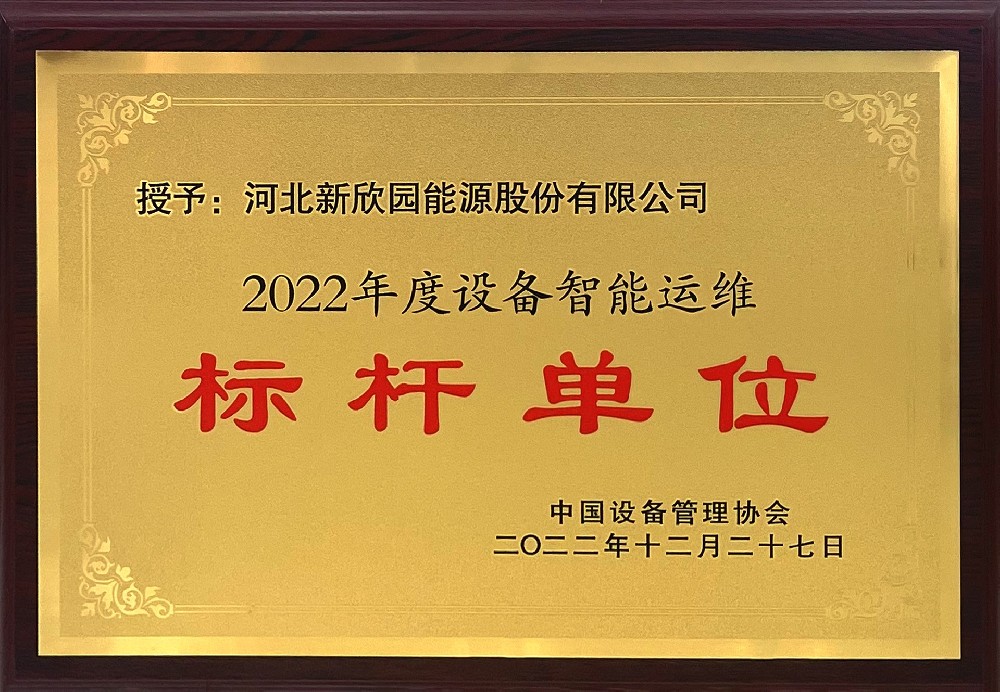 授予：河北新欣园能源股份有限公司
2022年度设备智能运维
标杆单位
中国设备管理协会
二〇二二年十二月二十七日